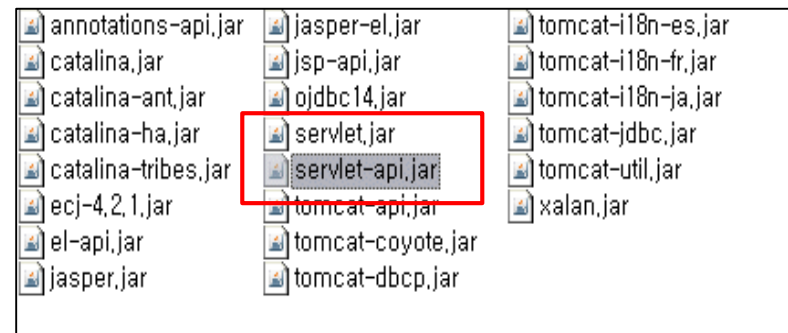 annotations-api.jar
catalina.jar
catalina-ant.jar
catalina-ha.jar
catalina-tribes.jar
ecj-4.2.1.jar
el-api.jar
jasper.jar
jasper-el.jar
jsp-api.jar
ojdbc14.jar
servlet.jar
servlet-api.jar
tomcat-api.jar
tomcat-coyote.jar
tomcat-dbcp.jar
tomcat-i18n-es.jar
tomcat-i18n-fr.jar
tomcat-i18n-ja.jar
tomcat-jdbc.jar
tomcat-util.jar
xalan.jar